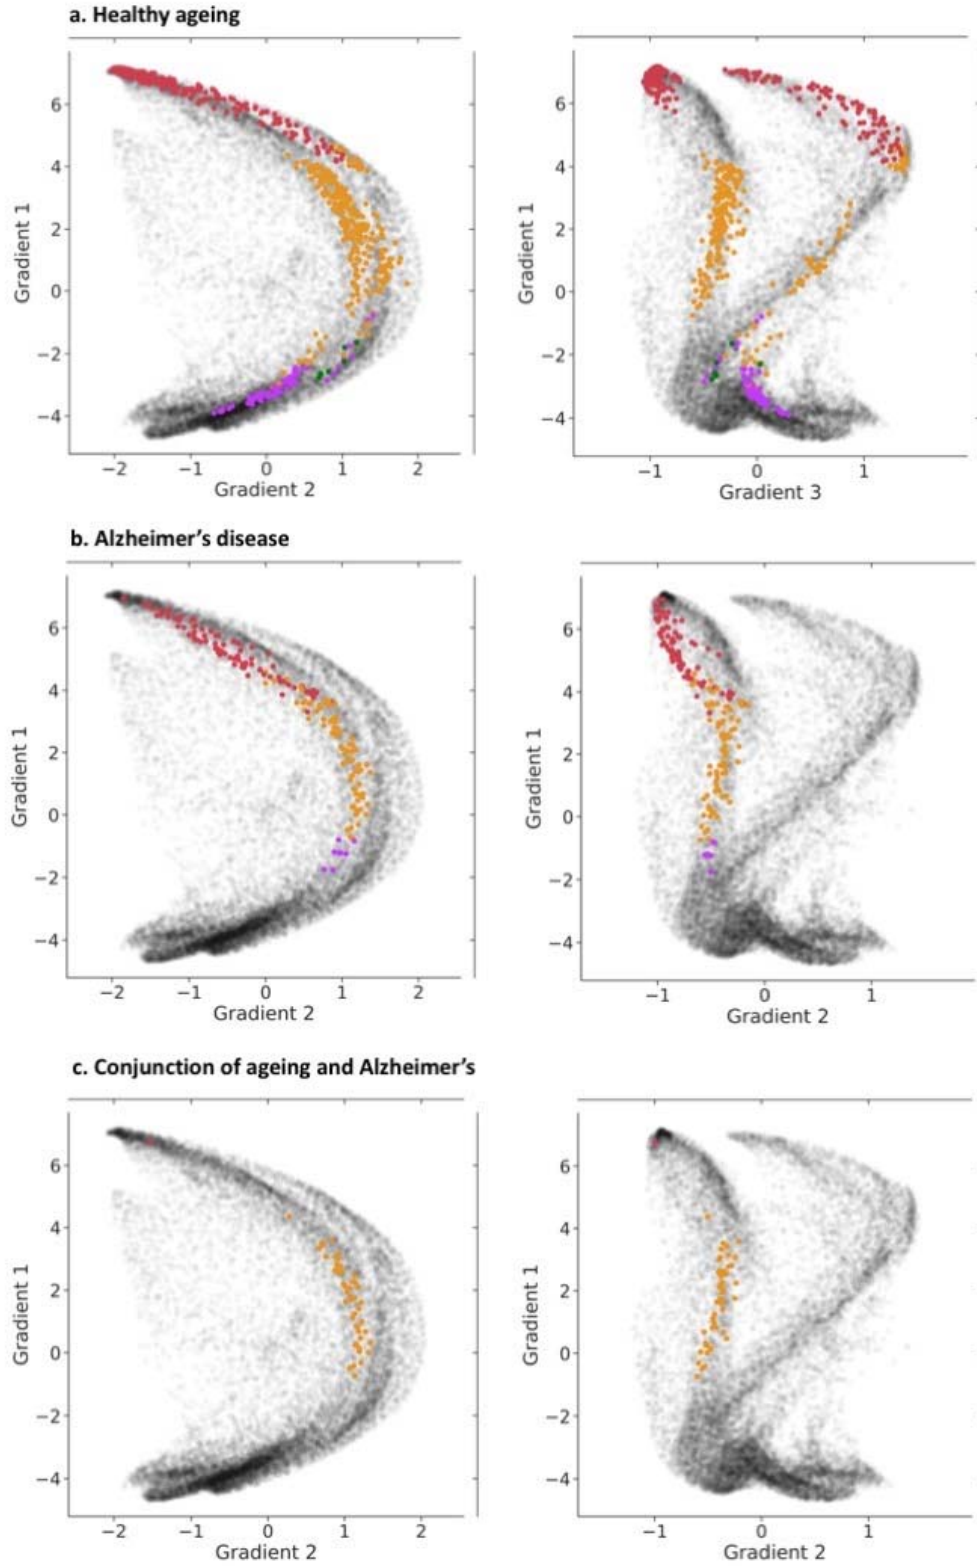 a. Healthy ageing
6
4
2
0
−2
−4
Gradient 1
−2 −1 0 1 2
Gradient 2
6
4
2
0
−2
−4
Gradient 1
−1 0 1
Gradient 3
b. Alzheimer's disease
6
4
2
0
−2
−4
Gradient 1
−2 −1 0 1 2
Gradient 2
6
4
2
0
−2
−4
Gradient 1
−1 0 1
Gradient 2
c. Conjunction of ageing and Alzheimer's
6
4
2
0
−2
−4
Gradient 1
−2 −1 0 1 2
Gradient 2
6
4
2
0
−2
−4
Gradient 1
−1 0 1
Gradient 2